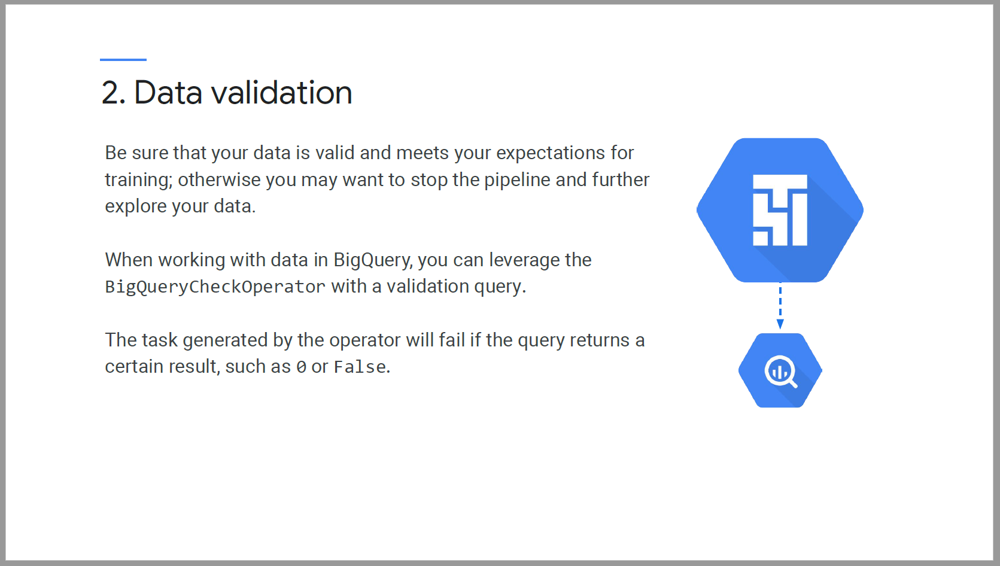 2. Data validation
Be sure that your data is valid and meets your expectations for
training; otherwise you may want to stop the pipeline and further
explore your data.
When working with data in BigQuery, you can leverage the
BigQueryCheckOperator with a validation query.
The task generated by the operator will fail if the query returns a
certain result, such as 0 or False.